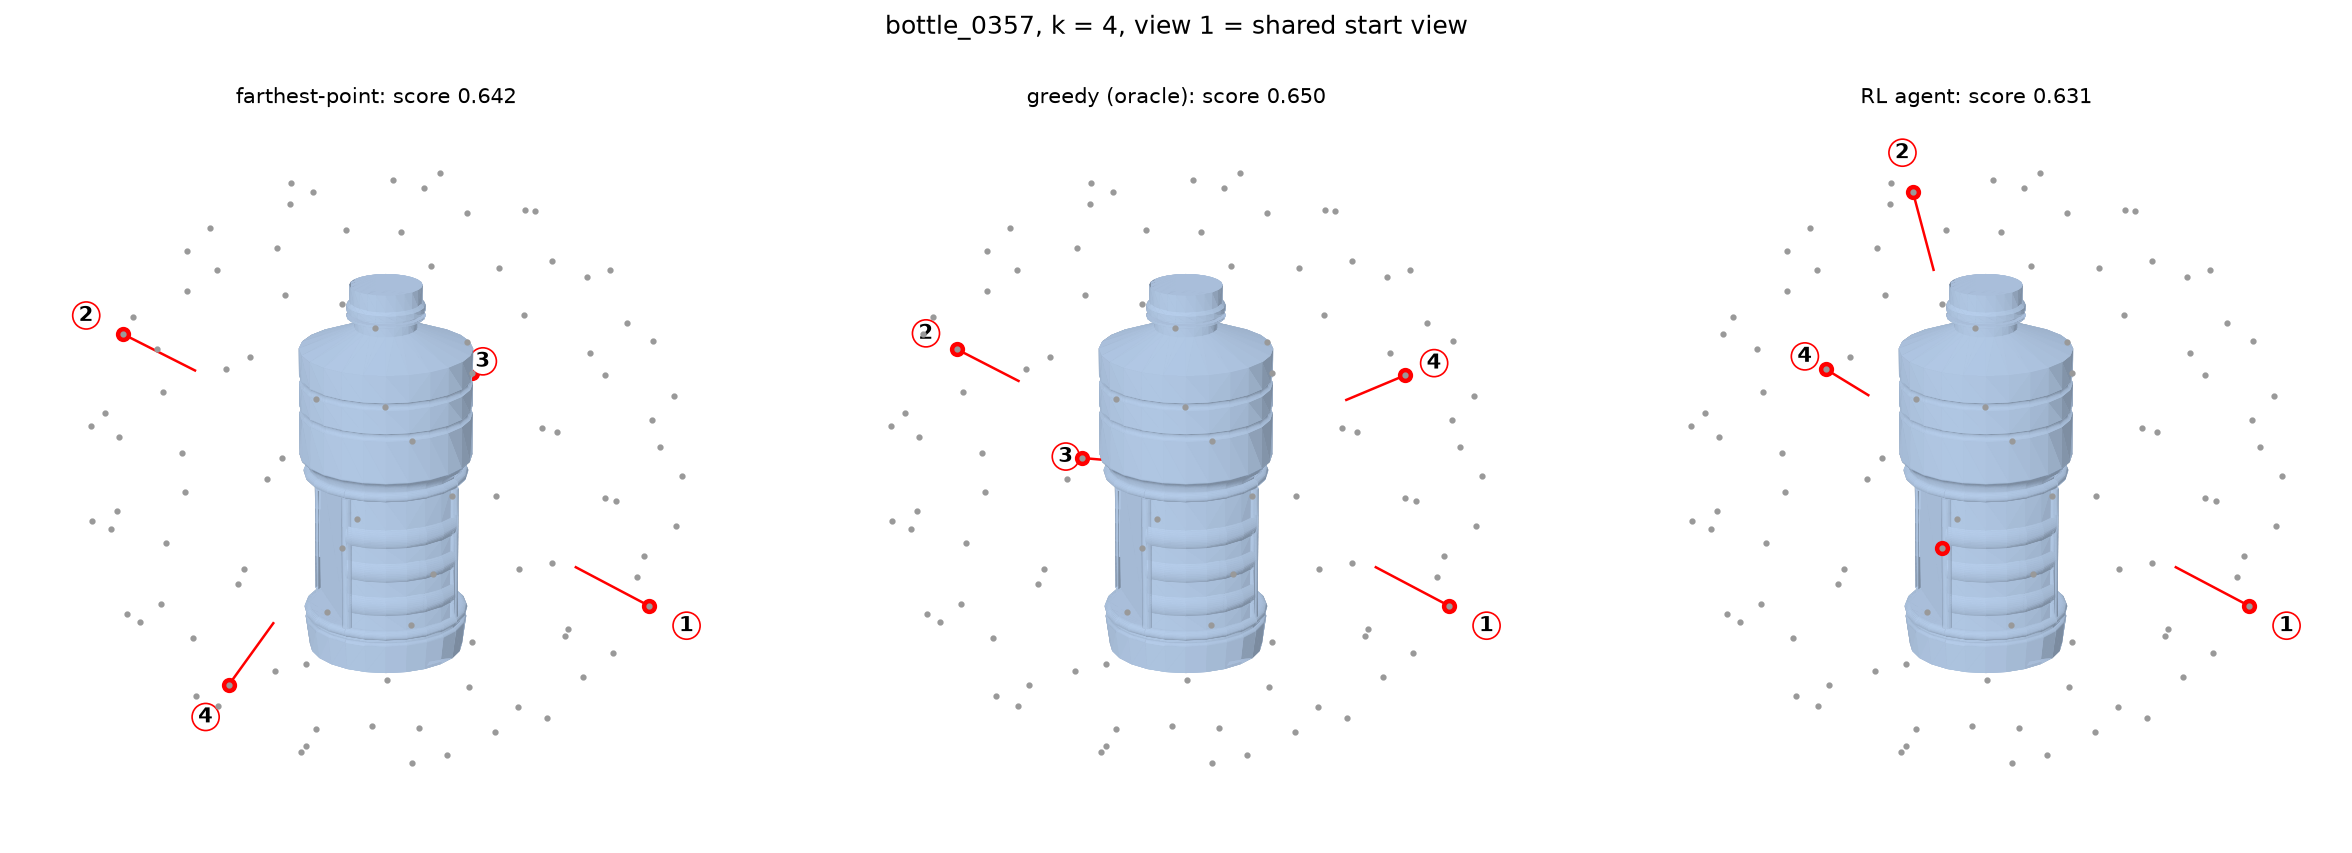 bottle_0357, k = 4, view 1 = shared start view
farthest-point: score 0.642
2
3
1
4
greedy (oracle): score 0.650
2
4
3
1
RL agent: score 0.631
2
4
1